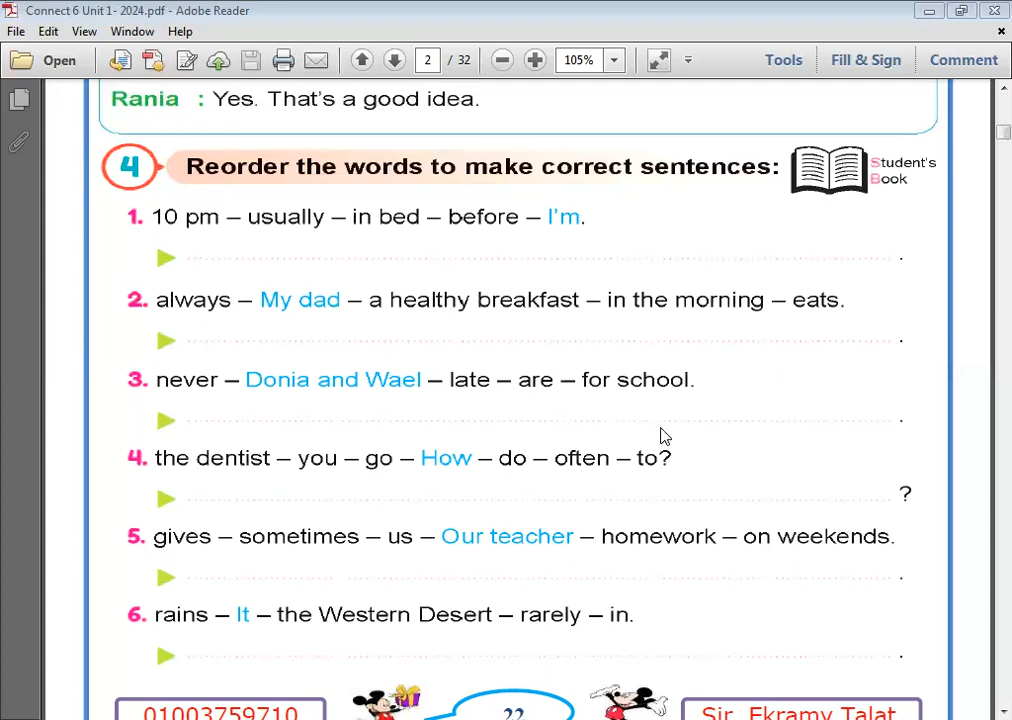 Connect 6 Unit 1- 2024.pdf - Adobe Reader
File Edit View Window Help
Open 2 / 32 105% Tools Fill & Sign Comment
Rania : Yes. That's a good idea.
4 Reorder the words to make correct sentences: Student's
Book
1. 10 pm – usually – in bed – before – I'm.
.
2. always – My dad – a healthy breakfast – in the morning – eats.
.
3. never – Donia and Wael – late – are – for school.
.
4. the dentist – you – go – How – do – often – to?
?
5. gives – sometimes – us – Our teacher – homework – on weekends.
.
6. rains – It – the Western Desert – rarely – in.
.
01003759710 22 Sir. Ekramy Talat